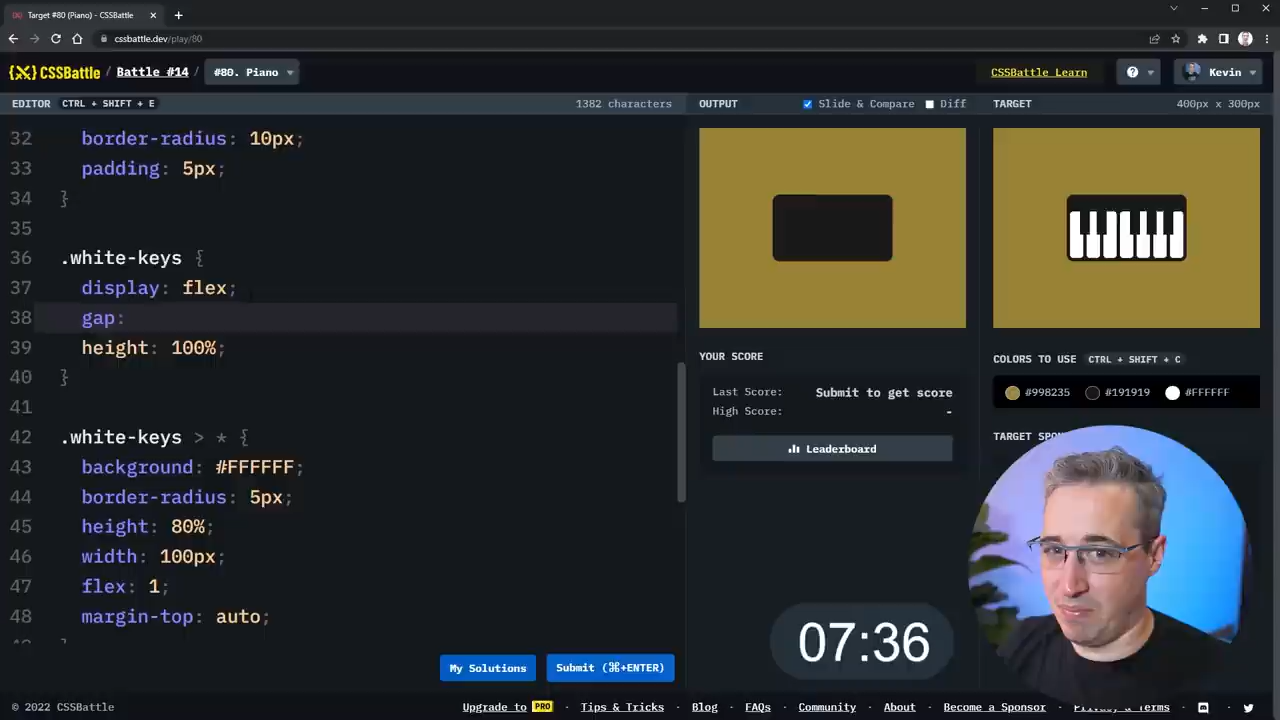 Target #80 (Piano) - CSSBattle
cssbattle.dev/play/80
{X} CSSBattle / Battle #14 #80. Piano
CSSBattle Learn
? Kevin
EDITOR CTRL + SHIFT + E 1382 characters
OUTPUT Slide & Compare Diff
TARGET 400px x 300px
32 border-radius: 10px;
33 padding: 5px;
34 }
35
36 .white-keys {
37 display: flex;
38 gap:
39 height: 100%;
40 }
41
42 .white-keys > * {
43 background: #FFFFFF;
44 border-radius: 5px;
45 height: 80%;
46 width: 100px;
47 flex: 1;
48 margin-top: auto;
YOUR SCORE
Last Score: Submit to get score
High Score: -
Leaderboard
COLORS TO USE CTRL + SHIFT + C
#998235 #191919 #FFFFFF
TARGET
07:36
My Solutions Submit (⌘+ENTER)
© 2022 CSSBattle
Upgrade to PRO · Tips & Tricks · Blog · FAQs · Community · About · Become a Sponsor · Privacy & Terms